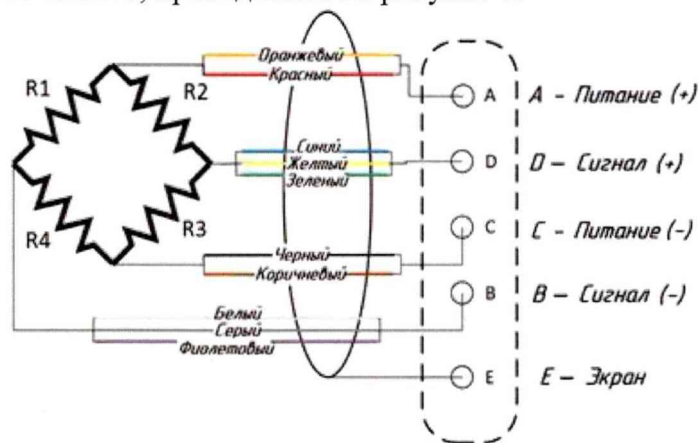 Оранжевый
Красный
R1
R2
A
A – Питание (+)
Синий
Желтый
Зеленый
D
D – Сигнал (+)
R4
R3
C
C – Питание (–)
Черный
Коричневый
B
B – Сигнал (–)
Белый
Серый
Фиолетовый
E
E – Экран